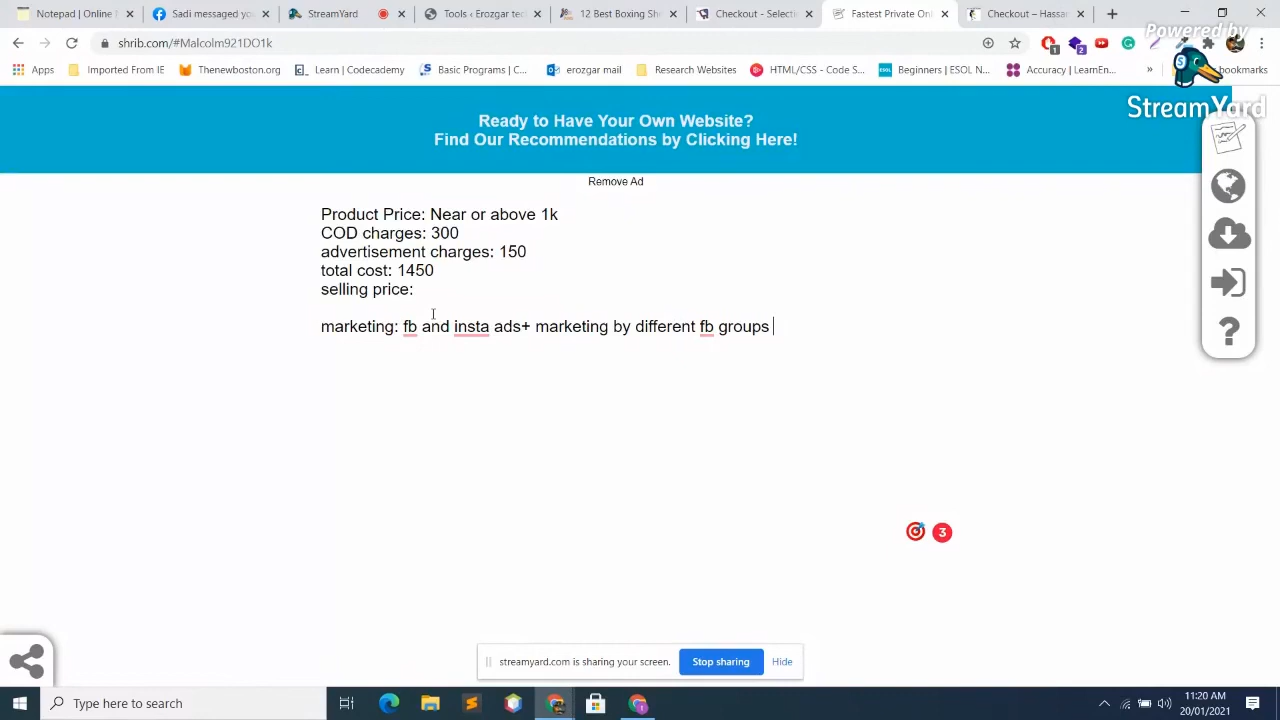 Notepad | Online f
Sadi messaged yo
StreamYard
Tools ‹ Erozgar tec
12 Best Boxing Sh
Checkout - Selecti
Fastest Private Onl
Checkout – Hassan
shrib.com/#Malcolm921DO1k
1
2
Powered by
Apps
Imported From IE
Thenewboston.org
Learn | Codecademy
Basic Programs I,...
erozgar mail
Research Websites
HTML/CSS - Code S...
Beginners | ESOL N...
Accuracy | LearnEn...
»
bookmarks
StreamYard
Ready to Have Your Own Website?
Find Our Recommendations by Clicking Here!
Remove Ad
Product Price: Near or above 1k
COD charges: 300
advertisement charges: 150
total cost: 1450
selling price:
marketing: fb and insta ads+ marketing by different fb groups
3
streamyard.com is sharing your screen.
Stop sharing
Hide
Type here to search
11:20 AM
20/01/2021